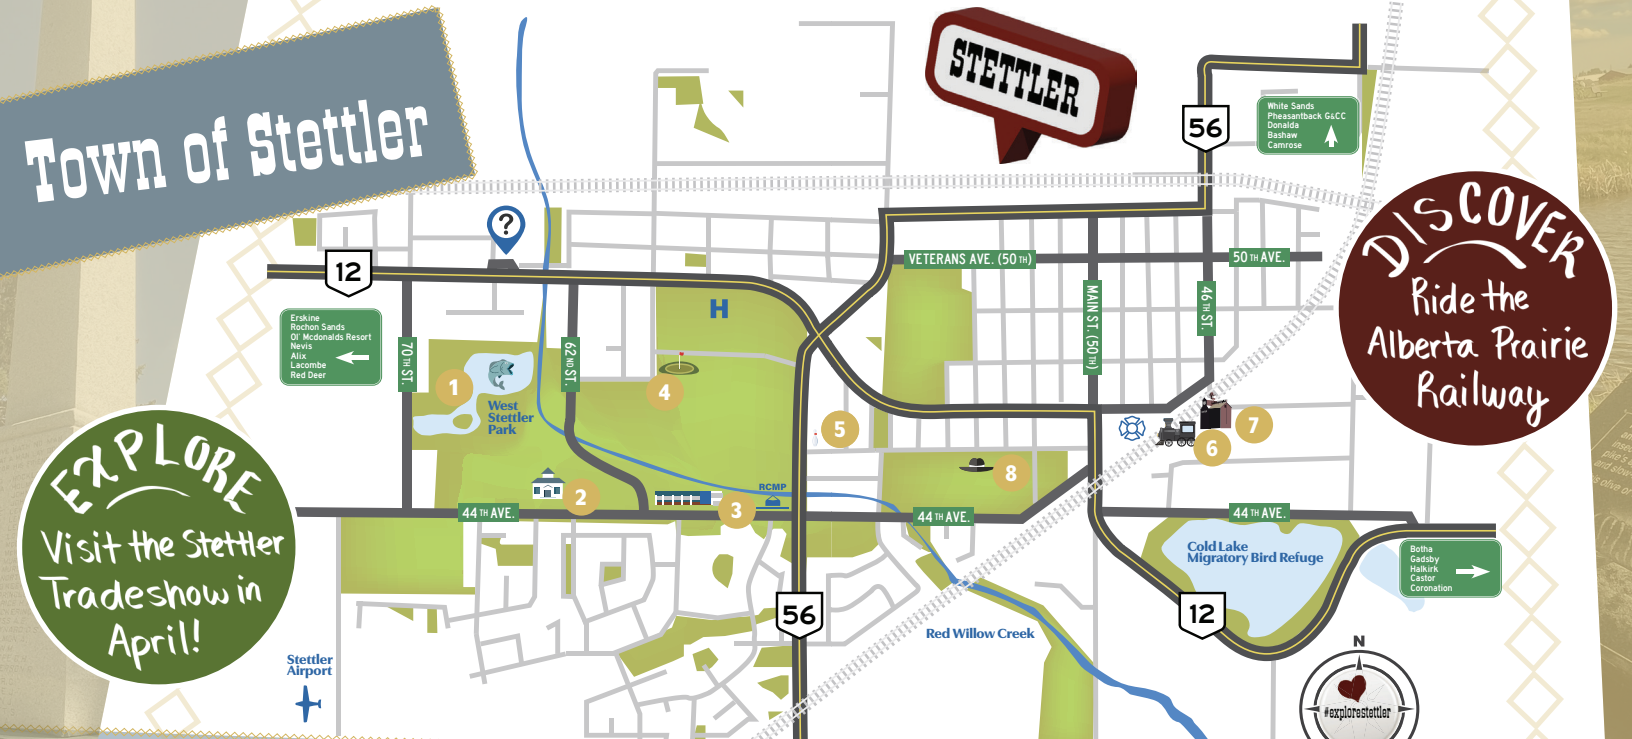 Town of Stettler
STETTLER
56
White Sands
Pheasantback G&CC
Donalda
Bashaw
Camrose
DISCOVER
Ride the
Alberta Prairie
Railway
?
12
VETERANS AVE. (50TH)
50TH AVE.
Erskine
Rochon Sands
Ol' Mcdonalds Resort
Nevis
Alix
Lacombe
Red Deer
H
MAIN ST. (50TH)
46TH ST.
70TH ST.
62ND ST.
1
West
Stettler
Park
4
5
7
6
8
2
3
RCMP
44TH AVE.
44TH AVE.
44TH AVE.
EXPLORE
Visit the Stettler
Tradeshow in
April!
Cold Lake
Migratory Bird Refuge
Botha
Gadsby
Halkirk
Castor
Coronation
56
12
Red Willow Creek
Stettler
Airport
N
#explorestettler